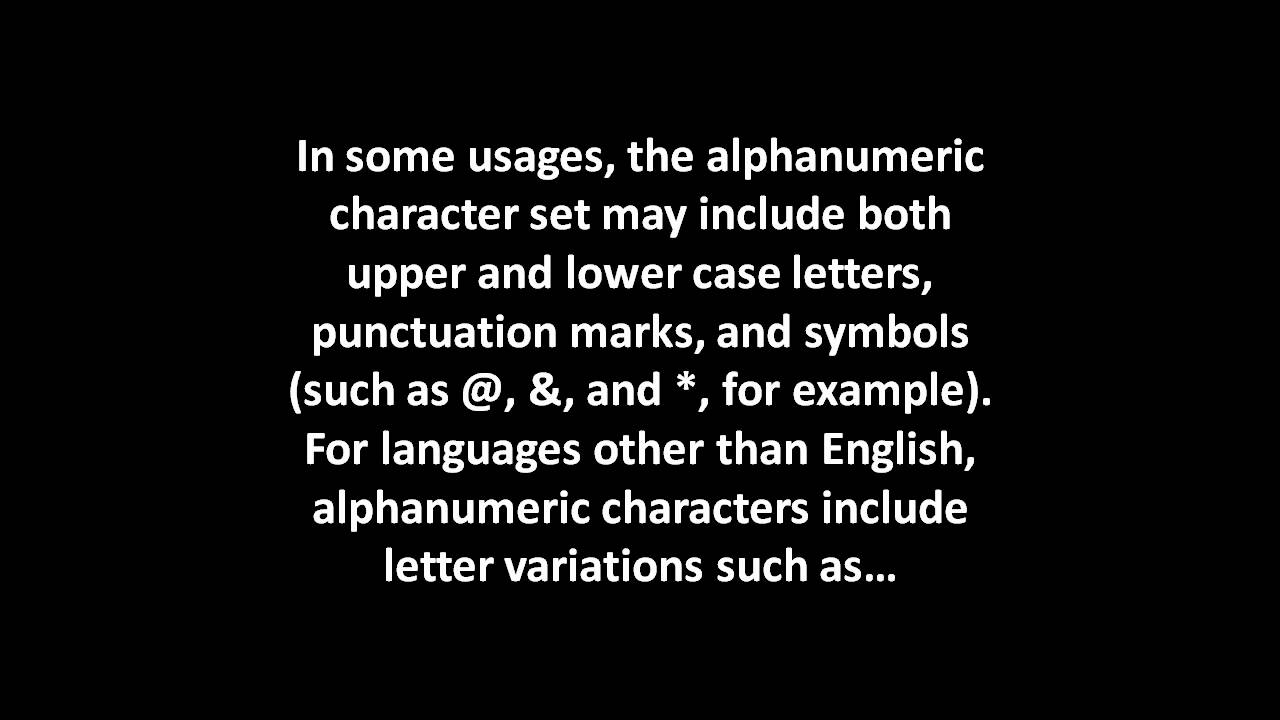 In some usages, the alphanumeric
character set may include both
upper and lower case letters,
punctuation marks, and symbols
(such as @, &, and *, for example).
For languages other than English,
alphanumeric characters include
letter variations such as…